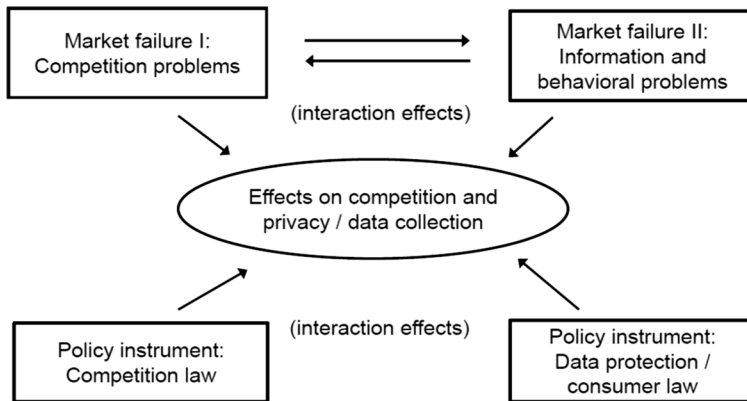 Market failure I:
Competition problems
Market failure II:
Information and
behavioral problems
(interaction effects)
Effects on competition and
privacy / data collection
(interaction effects)
Policy instrument:
Competition law
Policy instrument:
Data protection /
consumer law